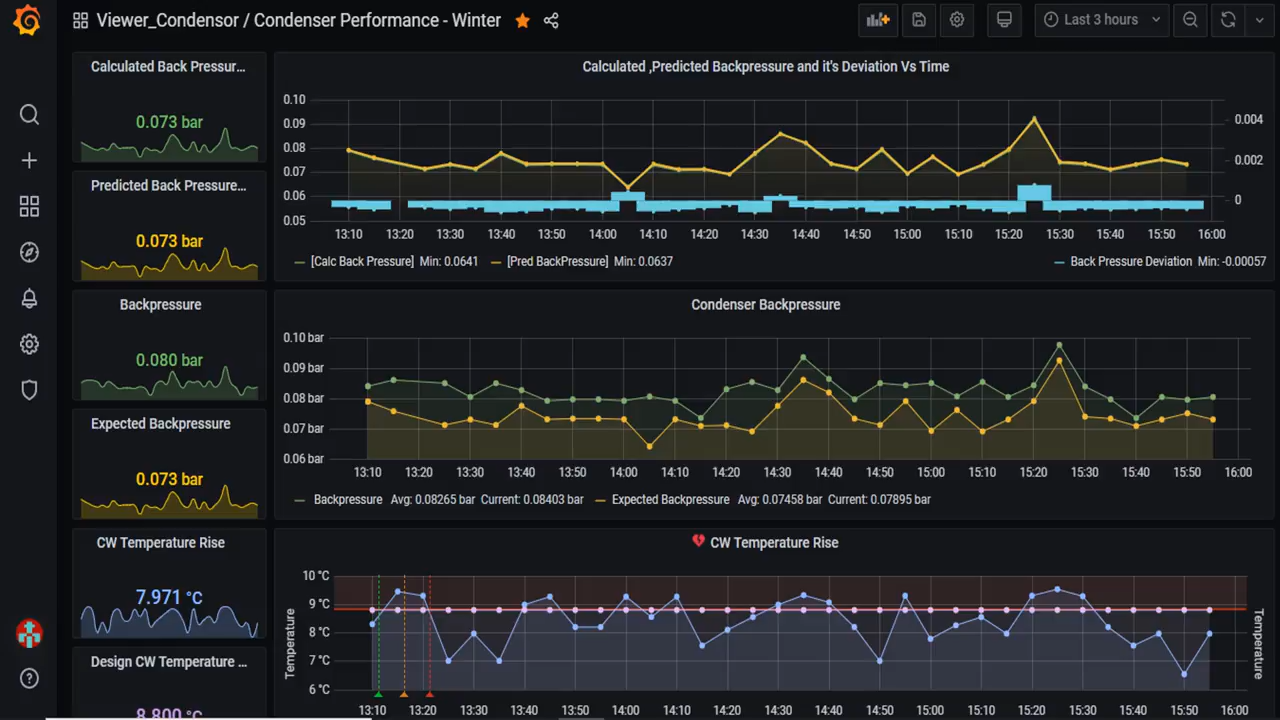 Viewer_Condensor / Condenser Performance - Winter
Last 3 hours
Calculated Back Pressur...
0.073 bar
Predicted Back Pressure...
0.073 bar
Backpressure
0.080 bar
Expected Backpressure
0.073 bar
CW Temperature Rise
7.971 °C
Design CW Temperature ...
8.800 °C
Calculated ,Predicted Backpressure and it's Deviation Vs Time
0.10
0.09
0.08
0.07
0.06
0.05
0.004
0.002
0
13:10 13:20 13:30 13:40 13:50 14:00 14:10 14:20 14:30 14:40 14:50 15:00 15:10 15:20 15:30 15:40 15:50 16:00
[Calc Back Pressure] Min: 0.0641 [Pred BackPressure] Min: 0.0637 Back Pressure Deviation Min: -0.00057
Condenser Backpressure
0.10 bar
0.09 bar
0.08 bar
0.07 bar
0.06 bar
13:10 13:20 13:30 13:40 13:50 14:00 14:10 14:20 14:30 14:40 14:50 15:00 15:10 15:20 15:30 15:40 15:50 16:00
Backpressure Avg: 0.08265 bar Current: 0.08403 bar Expected Backpressure Avg: 0.07458 bar Current: 0.07895 bar
CW Temperature Rise
Temperature
10 °C
9 °C
8 °C
7 °C
6 °C
Temperature
13:10 13:20 13:30 13:40 13:50 14:00 14:10 14:20 14:30 14:40 14:50 15:00 15:10 15:20 15:30 15:40 15:50 16:00